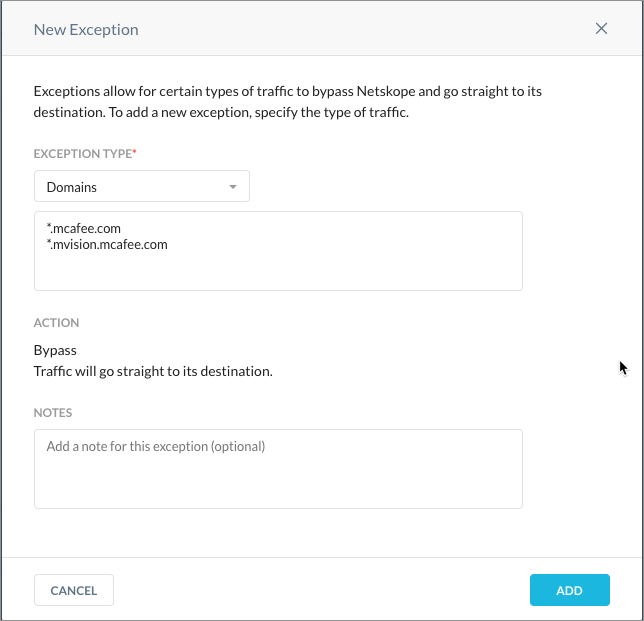 New Exception
Exceptions allow for certain types of traffic to bypass Netskope and go straight to its
destination. To add a new exception, specify the type of traffic.
EXCEPTION TYPE*
Domains
*.mcafee.com
*.mvision.mcafee.com
ACTION
Bypass
Traffic will go straight to its destination.
NOTES
Add a note for this exception (optional)
CANCEL
ADD